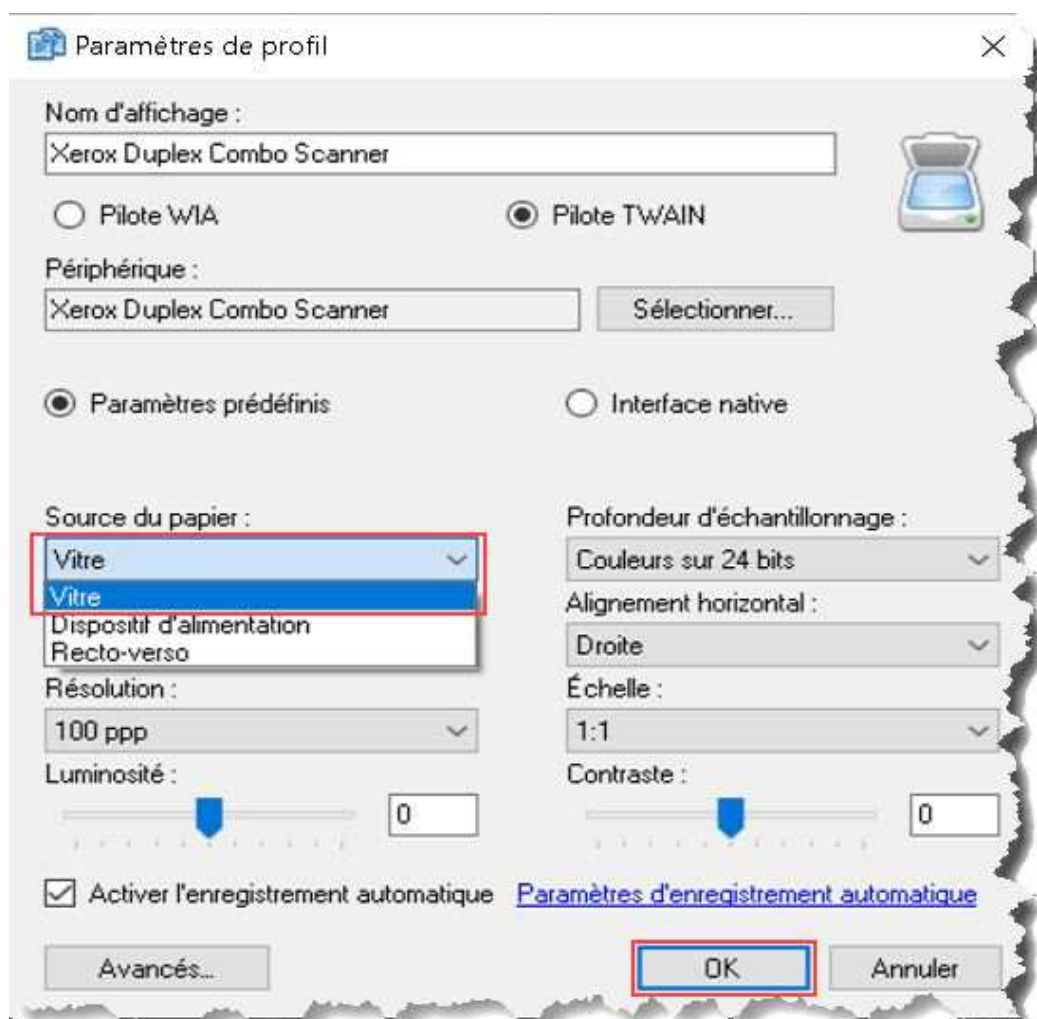 Paramètres de profil
Nom d'affichage :
Xerox Duplex Combo Scanner
Pilote WIA
Pilote TWAIN
Périphérique :
Xerox Duplex Combo Scanner
Sélectionner...
Paramètres prédéfinis
Interface native
Source du papier :
Profondeur d'échantillonnage :
Vitre
Couleurs sur 24 bits
Vitre
Dispositif d'alimentation
Recto-verso
Alignement horizontal :
Droite
Résolution :
Échelle :
100 ppp
1:1
Luminosité :
Contraste :
0
0
Activer l'enregistrement automatique
Paramètres d'enregistrement automatique
Avancés...
OK
Annuler